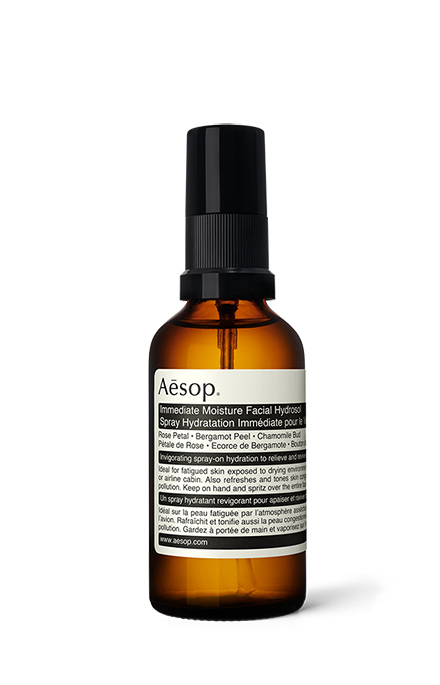 Aēsop®
Immediate Moisture Facial Hydrosol
Spray Hydratation Immédiate pour le
Rose Petal • Bergamot Peel • Chamomile Bud
Pétale de Rose • Ecorce de Bergamote •
Invigorating spray-on hydration to relieve and
Ideal for fatigued skin exposed to drying
or airline cabin. Also refreshes and tones skin
pollution. Keep on hand and spritz over the entire
Un spray hydratant revigorant pour apaiser et
Idéal sur la peau fatiguée par l'atmosphère
l'avion. Rafraîchit et tonifie aussi la peau
pollution. Gardez à portée de main et vaporisez
www.aesop.com